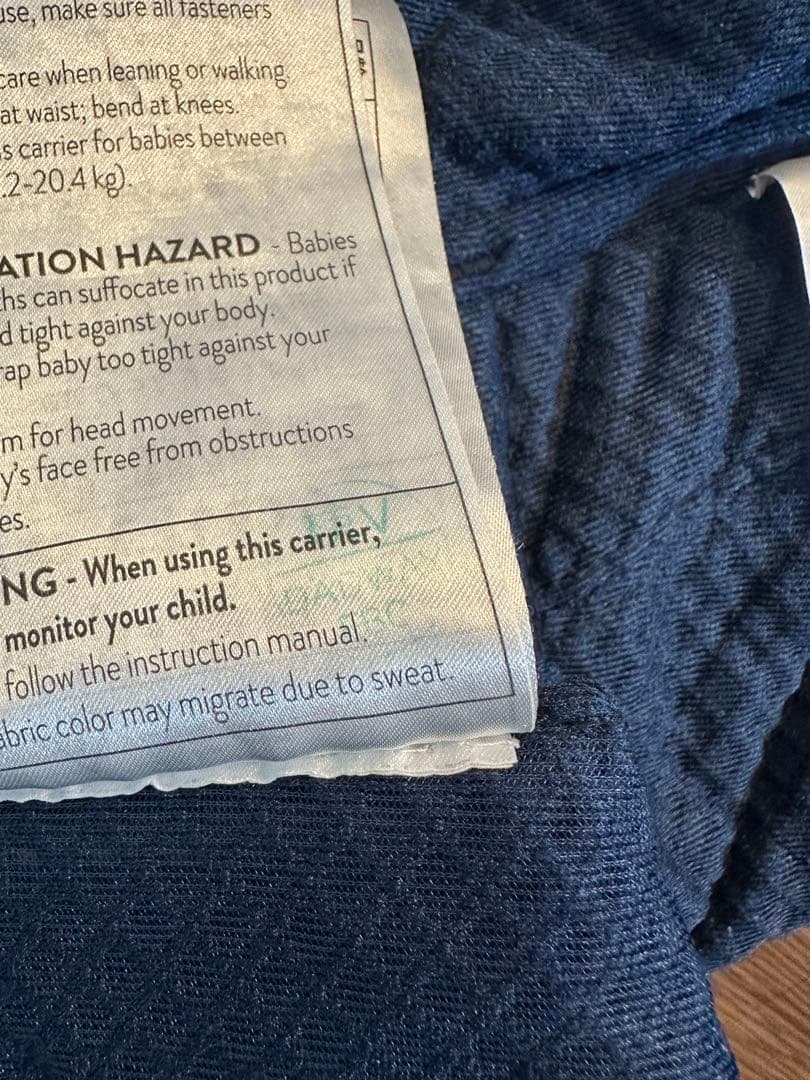 use, make sure all fasteners
care when leaning or walking.
at waist; bend at knees.
s carrier for babies between
.2-20.4 kg).
ATION HAZARD - Babies
hs can suffocate in this product if
d tight against your body.
rap baby too tight against your
m for head movement.
y's face free from obstructions
es.
NG - When using this carrier,
monitor your child.
follow the instruction manual.
abric color may migrate due to sweat.